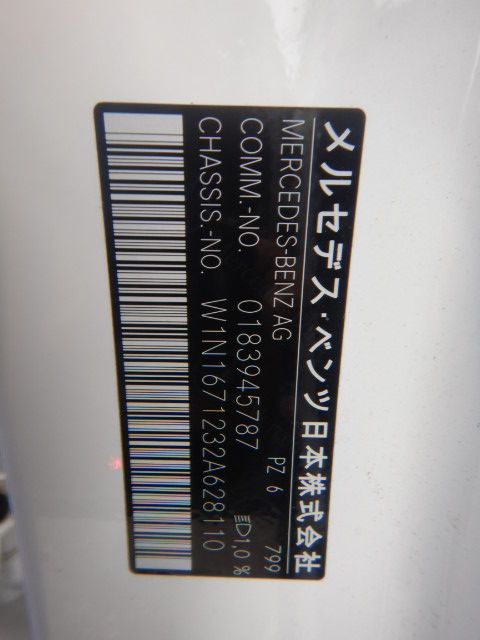 メルセデス・ベンツ日本株式会社
MERCEDES-BENZ AG 799
COMM.-NO. 0183945787 PZ 6
CHASSIS.-NO. W1N1671232A628110 1,0 %